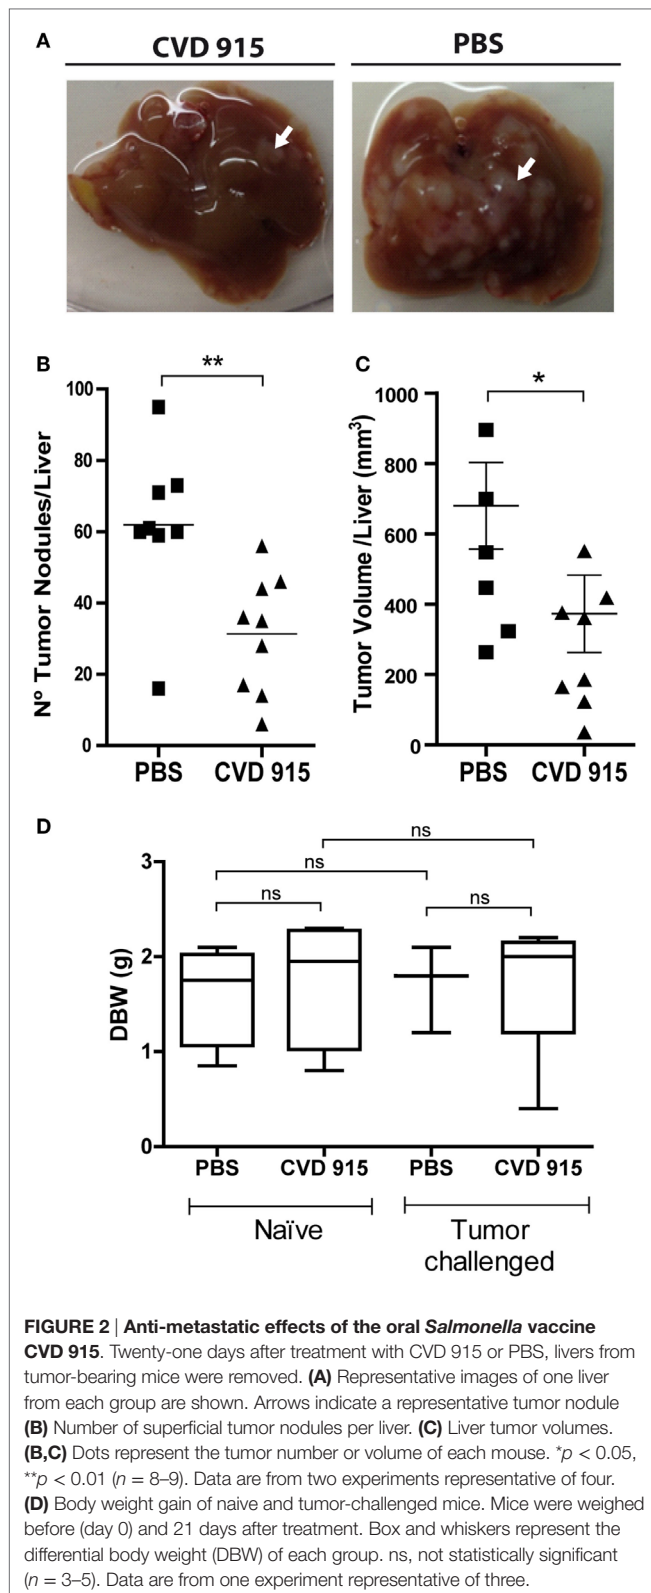 A
CVD 915
PBS
B
C
**
*
100
80
60
40
20
0
Nº Tumor Nodules/Liver
PBS
CVD 915
1000
800
600
400
200
0
Tumor Volume /Liver (mm³)
PBS
CVD 915
D
ns
ns
ns
ns
3
2
1
0
DBW (g)
PBS
CVD 915
PBS
CVD 915
Naïve
Tumor
challenged
FIGURE 2 | Anti-metastatic effects of the oral Salmonella vaccine
CVD 915. Twenty-one days after treatment with CVD 915 or PBS, livers from
tumor-bearing mice were removed. (A) Representative images of one liver
from each group are shown. Arrows indicate a representative tumor nodule
(B) Number of superficial tumor nodules per liver. (C) Liver tumor volumes.
(B,C) Dots represent the tumor number or volume of each mouse. *p < 0.05,
**p < 0.01 (n = 8–9). Data are from two experiments representative of four.
(D) Body weight gain of naive and tumor-challenged mice. Mice were weighed
before (day 0) and 21 days after treatment. Box and whiskers represent the
differential body weight (DBW) of each group. ns, not statistically significant
(n = 3–5). Data are from one experiment representative of three.